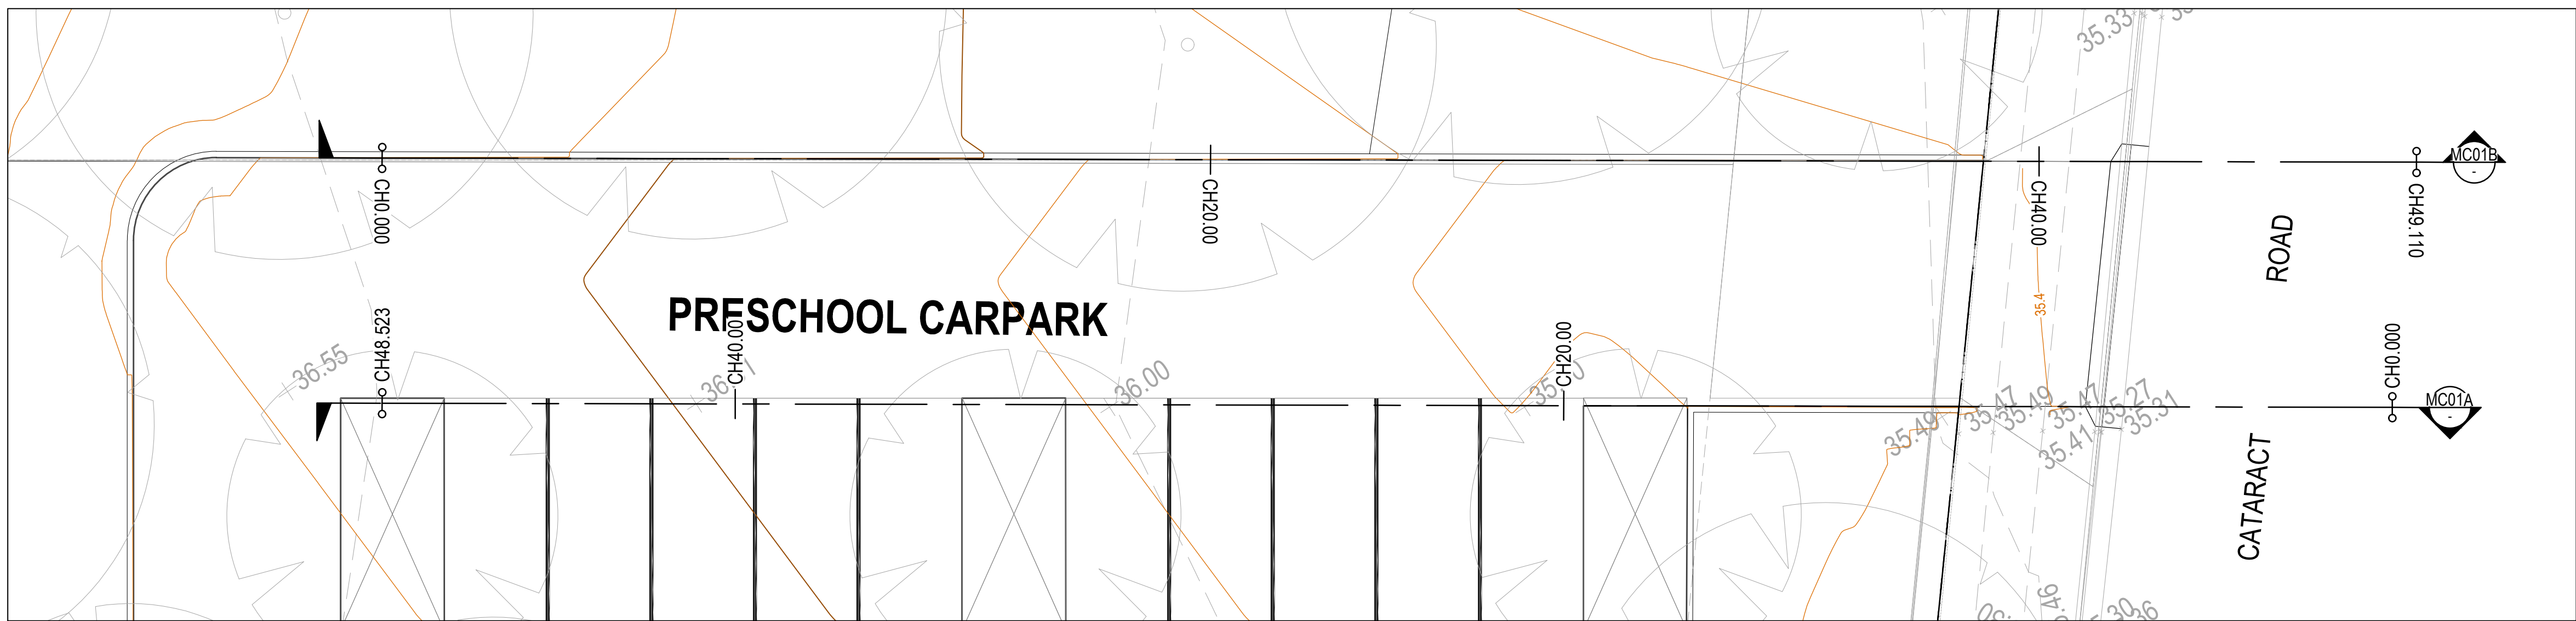 35.33
MC01B
-
CH0.000
CH20.00
CH40.00
CH49.110
ROAD
35.4
PRESCHOOL CARPARK
CH48.523
CH40.00
CH20.00
CH0.000
36.55
36.00
MC01A
-
35.49
35.47
35.49
35.47
35.41
35.27
35.31
CATARACT